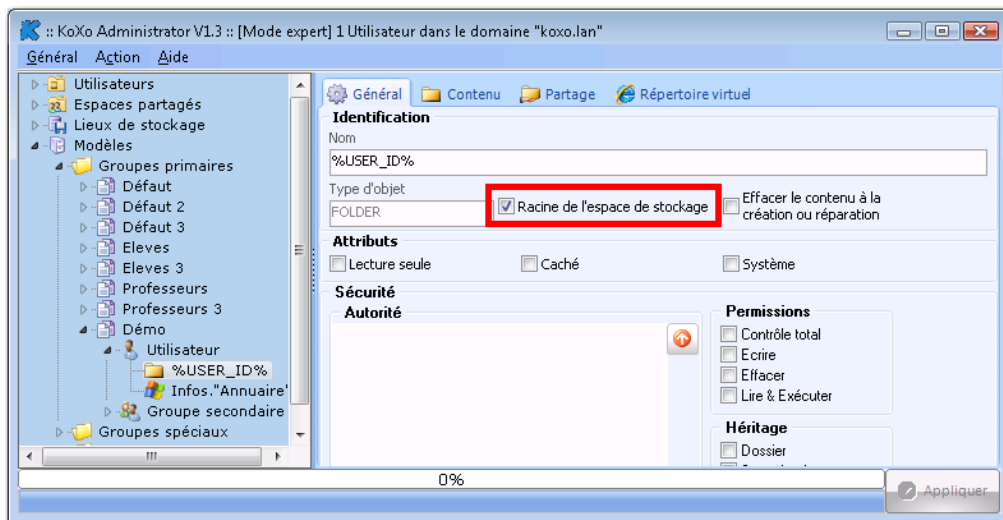 :: KoXo Administrator V1.3 :: [Mode expert] 1 Utilisateur dans le domaine "koxo.lan"
Général Action Aide
Utilisateurs
Espaces partagés
Lieux de stockage
Modèles
Groupes primaires
Défaut
Défaut 2
Défaut 3
Eleves
Eleves 3
Professeurs
Professeurs 3
Démo
Utilisateur
%USER_ID%
Infos."Annuaire"
Groupe secondaire
Groupes spéciaux
Général Contenu Partage Répertoire virtuel
Identification
Nom
%USER_ID%
Type d'objet
FOLDER
Racine de l'espace de stockage
Effacer le contenu à la
création ou réparation
Attributs
Lecture seule Caché Système
Sécurité
Autorité
Permissions
Contrôle total
Ecrire
Effacer
Lire & Exécuter
Héritage
Dossier
0%
Appliquer